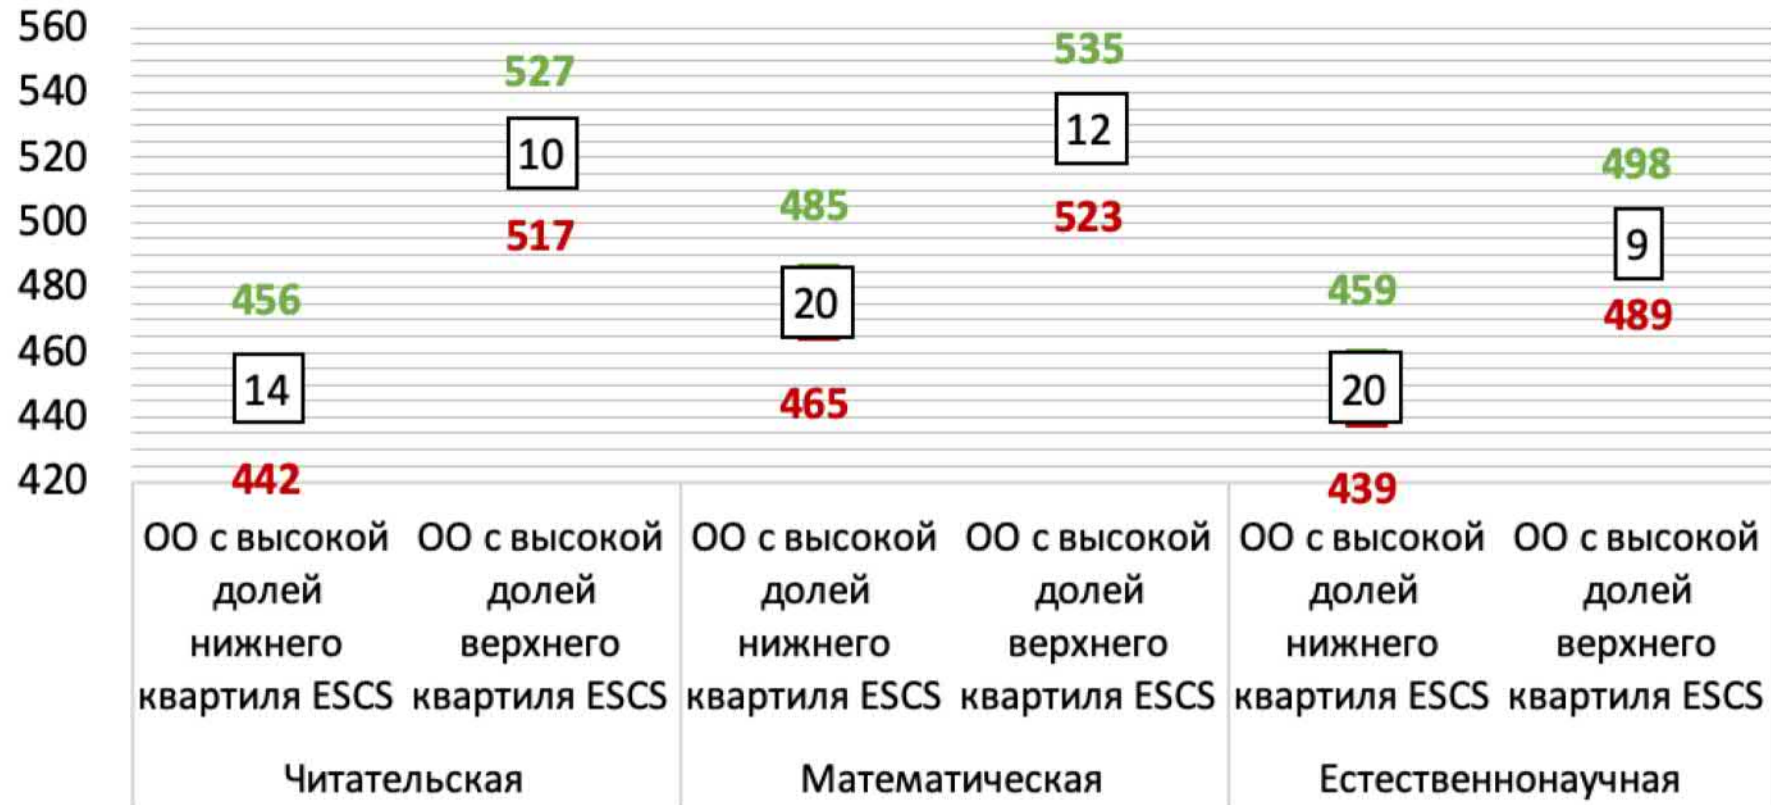 560
540
520
500
480
460
440
420
456
14
442
527
10
517
485
20
465
535
12
523
459
20
439
498
9
489
ОО с высокой
долей
нижнего
квартиля ESCS
ОО с высокой
долей
верхнего
квартиля ESCS
ОО с высокой
долей
нижнего
квартиля ESCS
ОО с высокой
долей
верхнего
квартиля ESCS
ОО с высокой
долей
нижнего
квартиля ESCS
ОО с высокой
долей
верхнего
квартиля ESCS
Читательская
Математическая
Естественнонаучная